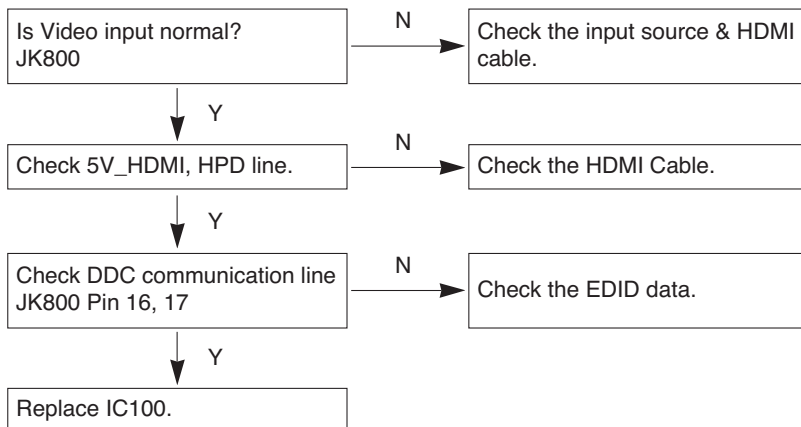 Is Video input normal?
JK800
N
Check the input source & HDMI
cable.
Y
Check 5V_HDMI, HPD line.
N
Check the HDMI Cable.
Y
Check DDC communication line
JK800 Pin 16, 17
N
Check the EDID data.
Y
Replace IC100.